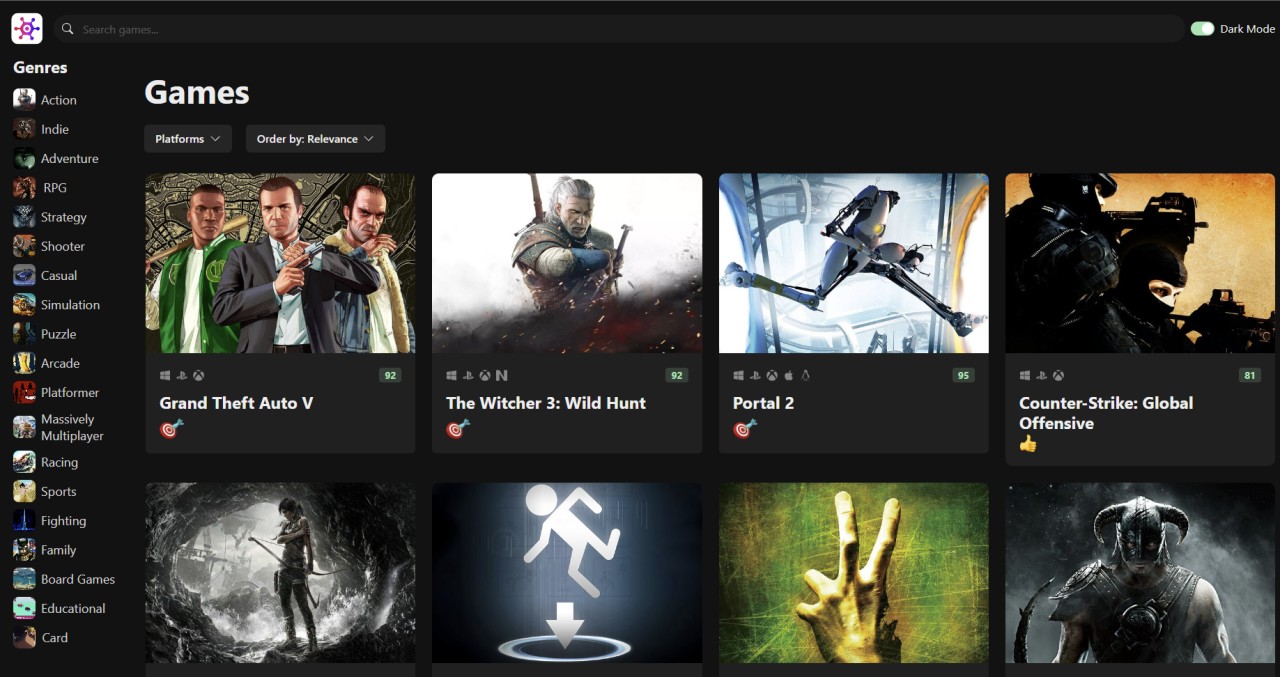 Search games...
Dark Mode
Genres
Action
Indie
Adventure
RPG
Strategy
Shooter
Casual
Simulation
Puzzle
Arcade
Platformer
Massively
Multiplayer
Racing
Sports
Fighting
Family
Board Games
Educational
Card
Games
Platforms
Order by: Relevance
92
Grand Theft Auto V
92
The Witcher 3: Wild Hunt
95
Portal 2
81
Counter-Strike: Global
Offensive